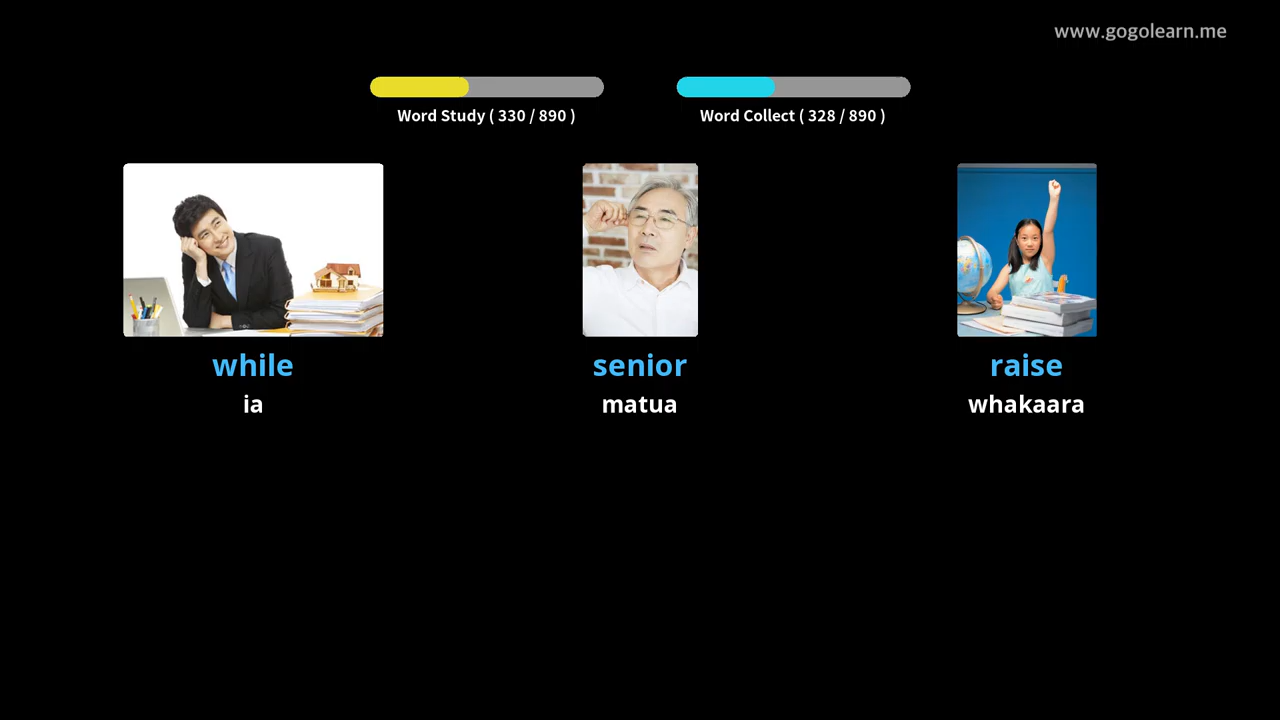 www.gogolearn.me
Word Study ( 330 / 890 )
Word Collect ( 328 / 890 )
while
senior
raise
ia
matua
whakaara